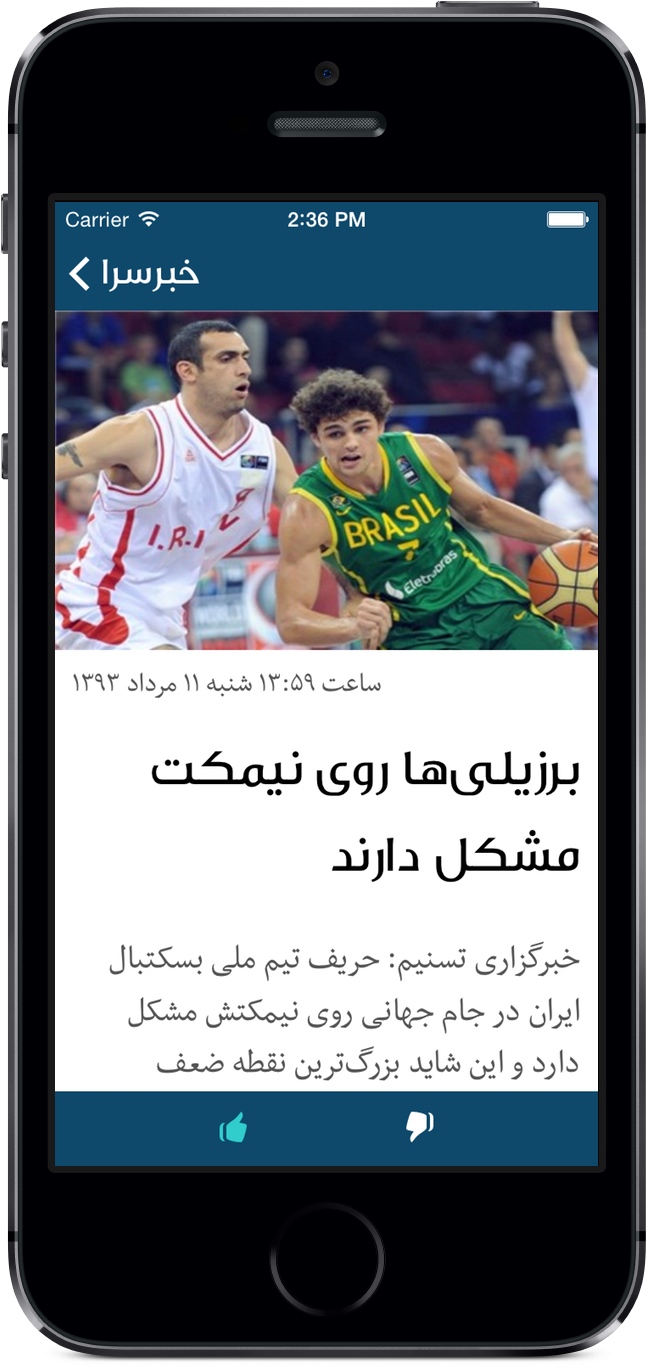 Carrier 2:36 PM
خبرسرا
I.R.I
BRASIL
7
Eletrobras
ساعت ۱۳:۵۹ شنبه ۱۱ مرداد ۱۳۹۳
برزیلی‌ها روی نیمکت
مشکل دارند
خبرگزاری تسنیم: حریف تیم ملی بسکتبال
ایران در جام جهانی روی نیمکتش مشکل
دارد و این شاید بزرگ‌ترین نقطه ضعف